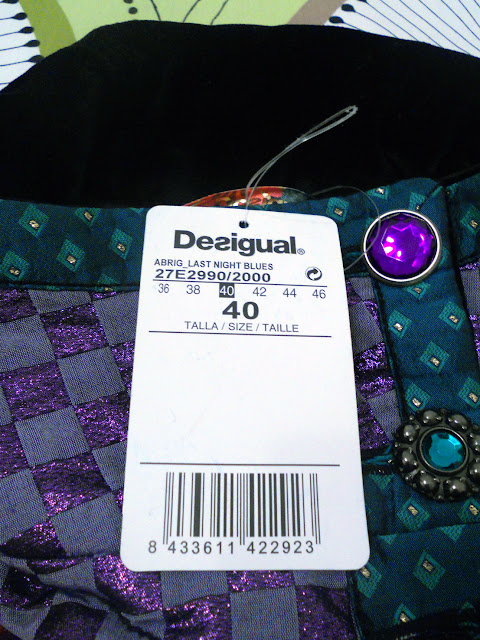 Desigual®
ABRIG_LAST NIGHT BLUES
27E2990/2000
36 38 40 42 44 46
40
TALLA / SIZE / TAILLE
8 433611 422923